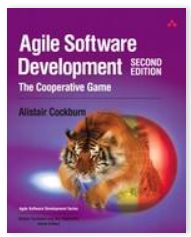 Agile Software
Development SECOND
EDITION
The Cooperative Game
Alistair Cockburn
Agile Software Development Series